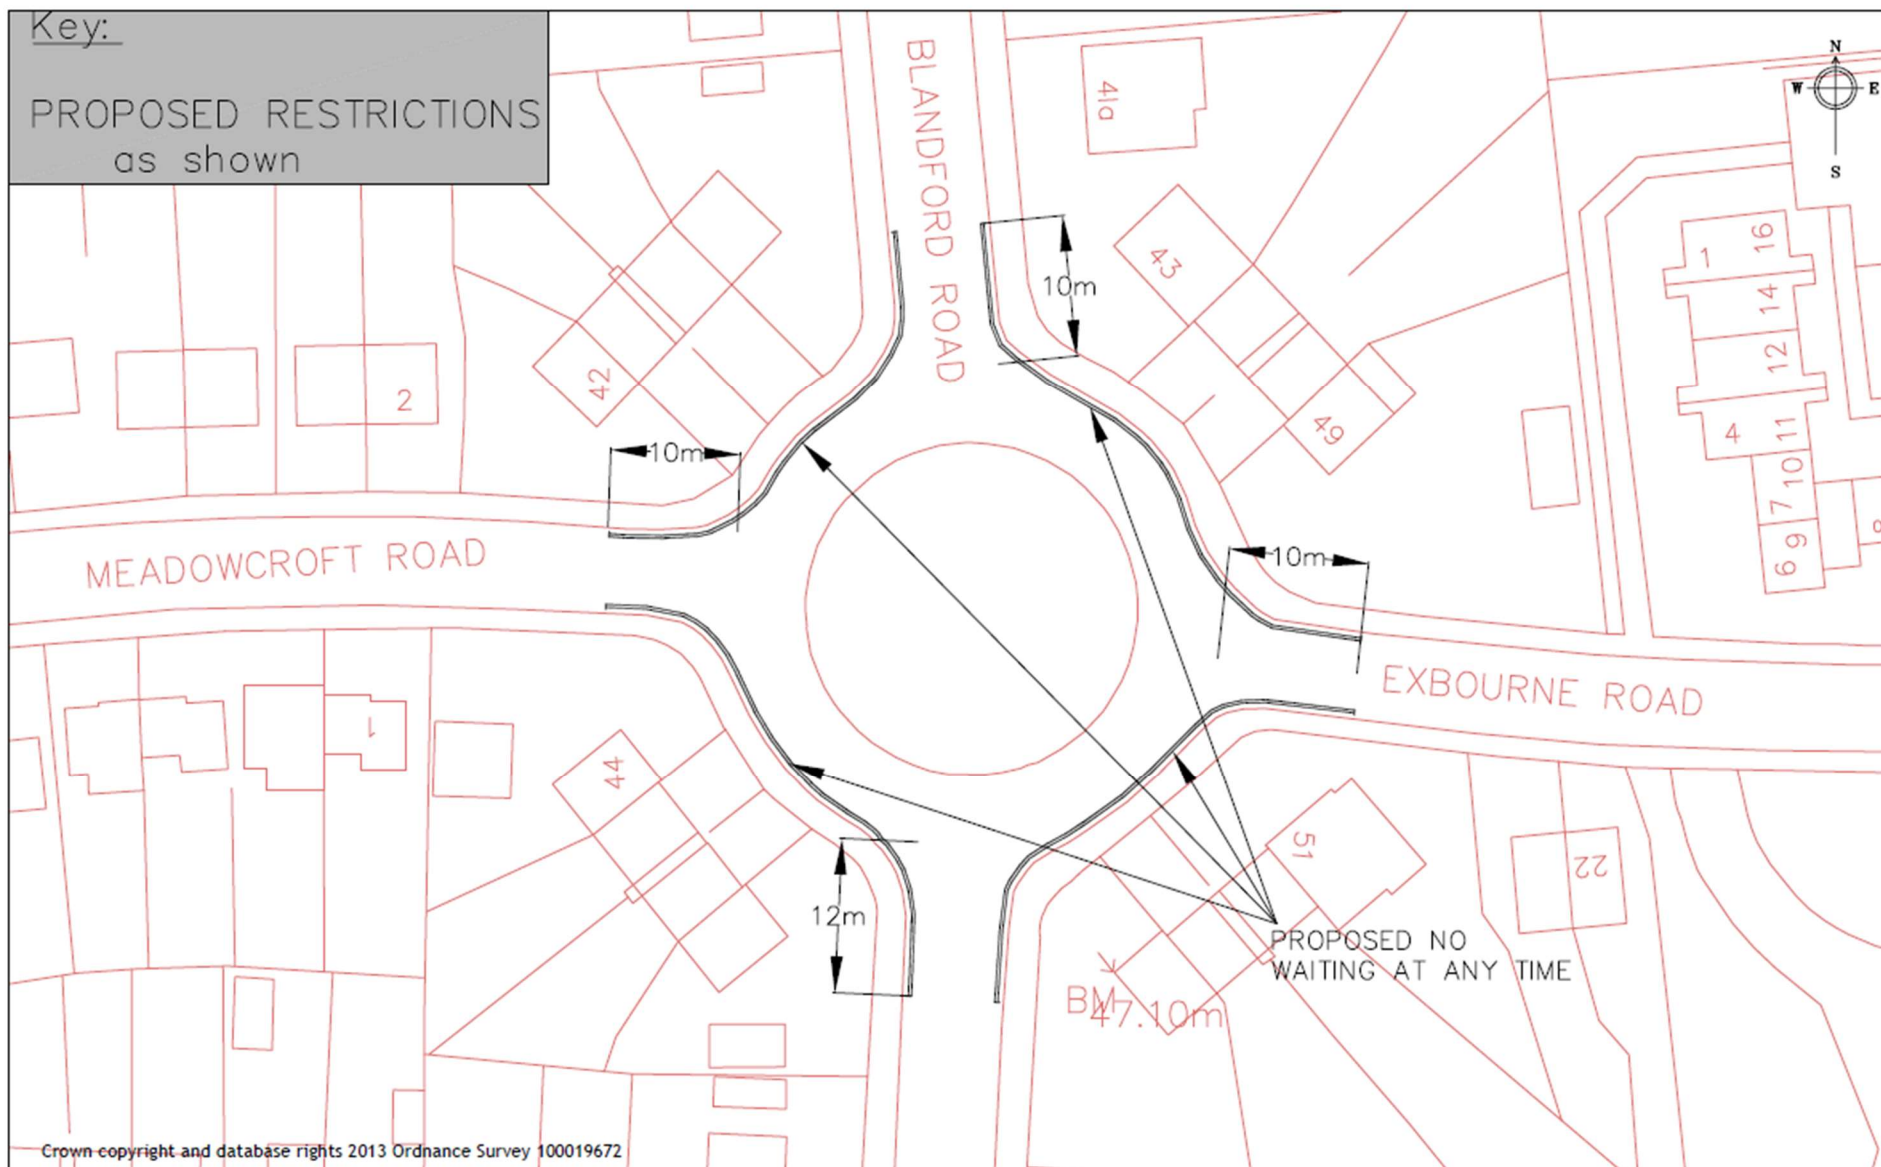 Key:
PROPOSED RESTRICTIONS
as shown
N
W E
S
BLANDFORD ROAD
41a
43
49
42
2
10m
10m
10m
1 16
14
12
4 11
10
7
9
6
MEADOWCROFT ROAD
EXBOURNE ROAD
1
44
12m
51
22
PROPOSED NO
WAITING AT ANY TIME
BM
47.10m
Crown copyright and database rights 2013 Ordnance Survey 100019672